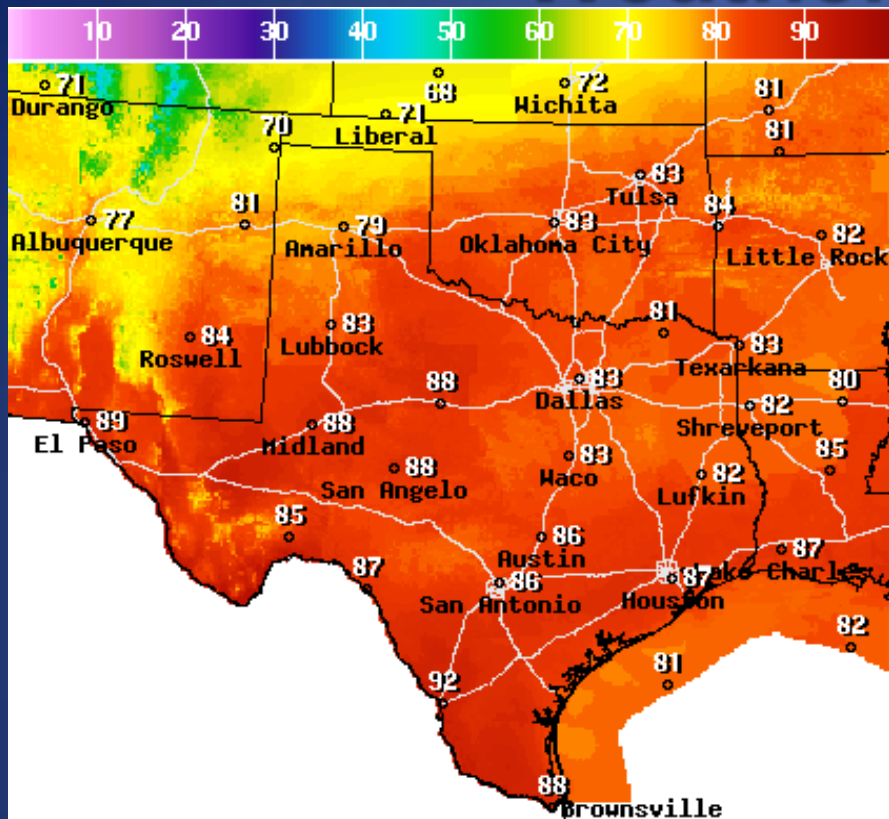 10 20 30 40 50 60 70 80 90
68
71
72
81
Durango
Wichita
71
Liberal
70
81
83
Tulsa
77
81
79
83
84
82
Albuquerque
Amarillo
Oklahoma City
Little Rock
84
83
81
83
Roswell
Lubbock
Texarkana
88
83
80
Dallas
82
89
88
Shreveport
El Paso
Midland
88
83
82
85
San Angelo
Waco
Lufkin
85
86
87
Austin
Lake Charles
87
86
87
San Antonio
Houston
82
81
92
88
Brownsville